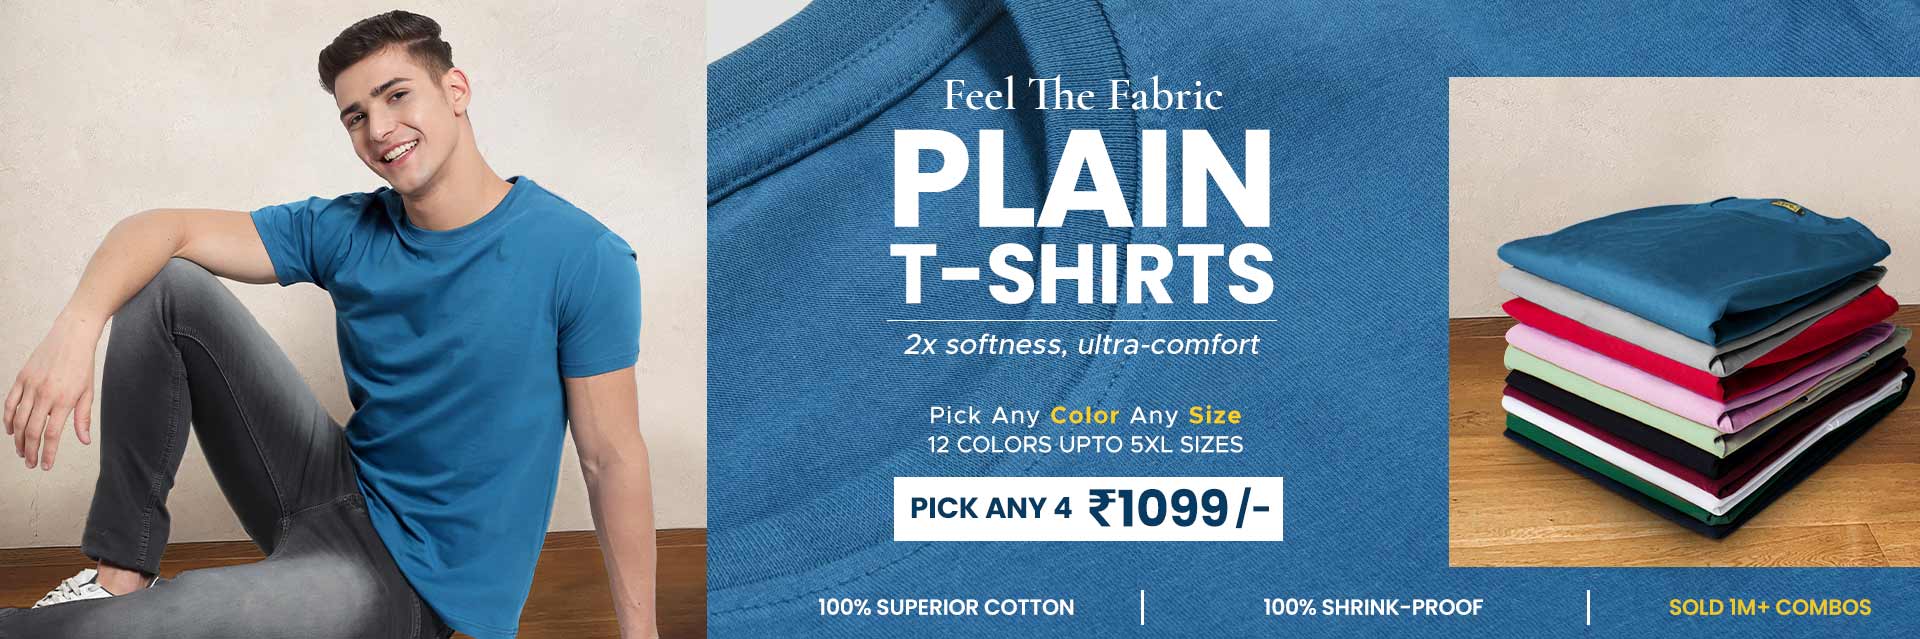 Feel The Fabric
PLAIN
T-SHIRTS
2x softness, ultra-comfort
Pick Any Color Any Size
12 COLORS UPTO 5XL SIZES
PICK ANY 4 ₹1099/-
100% SUPERIOR COTTON | 100% SHRINK-PROOF | SOLD 1M+ COMBOS